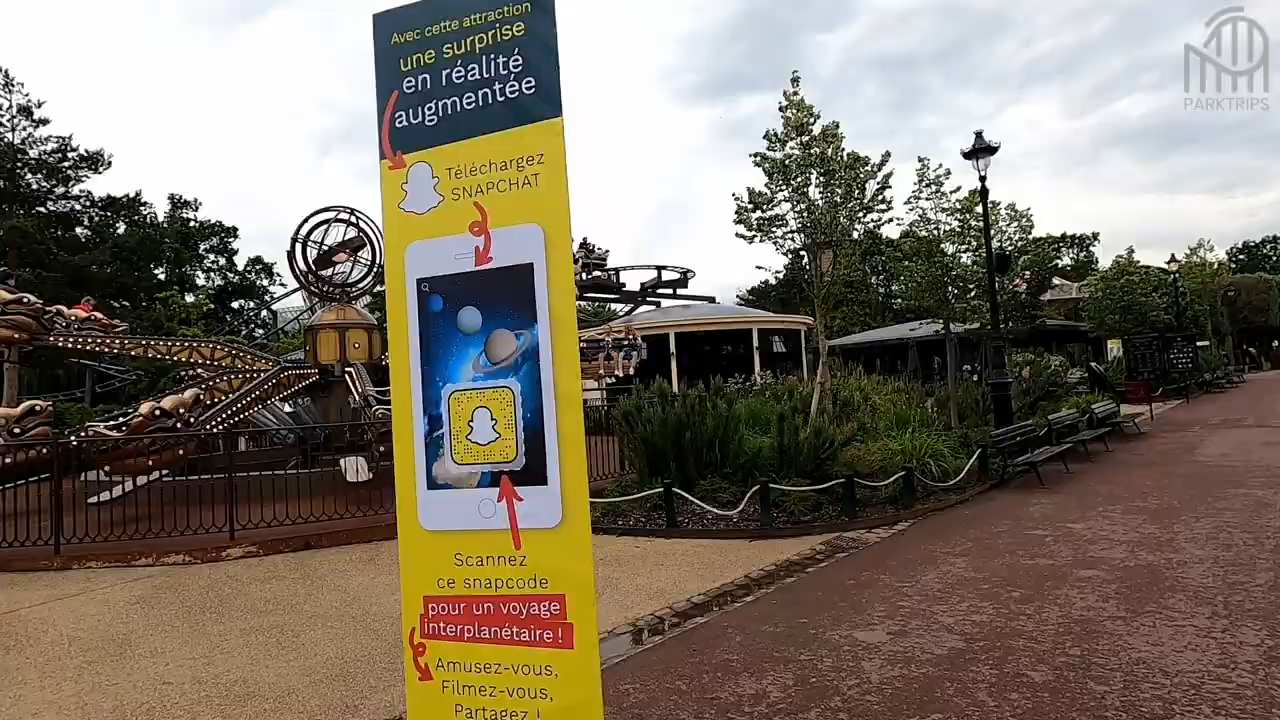 Avec cette attraction
une surprise
en réalité
augmentée
Téléchargez
SNAPCHAT
Scannez
ce snapcode
pour un voyage
interplanétaire !
Amusez-vous,
Filmez-vous,
Partagez !
PARKTRIPS